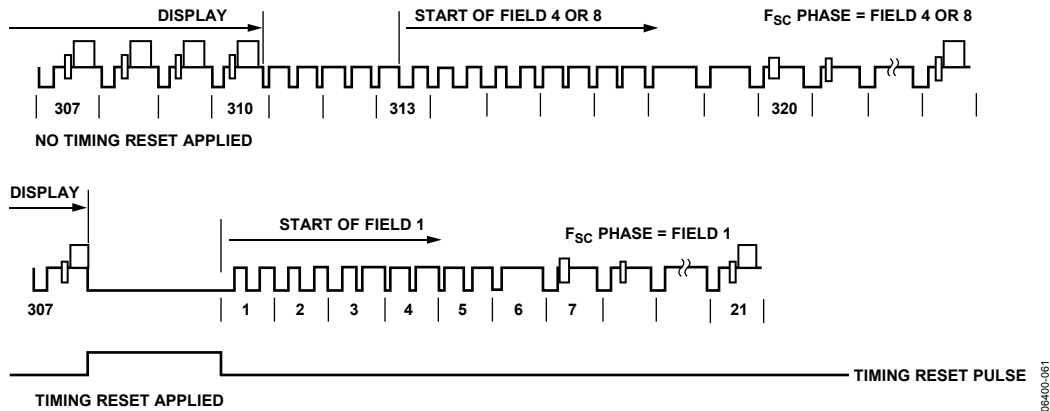 DISPLAY START OF FIELD 4 OR 8 FSC PHASE = FIELD 4 OR 8
307 310 313 320
NO TIMING RESET APPLIED
DISPLAY
START OF FIELD 1 FSC PHASE = FIELD 1
307 1 2 3 4 5 6 7 21
TIMING RESET PULSE
TIMING RESET APPLIED
06400-061